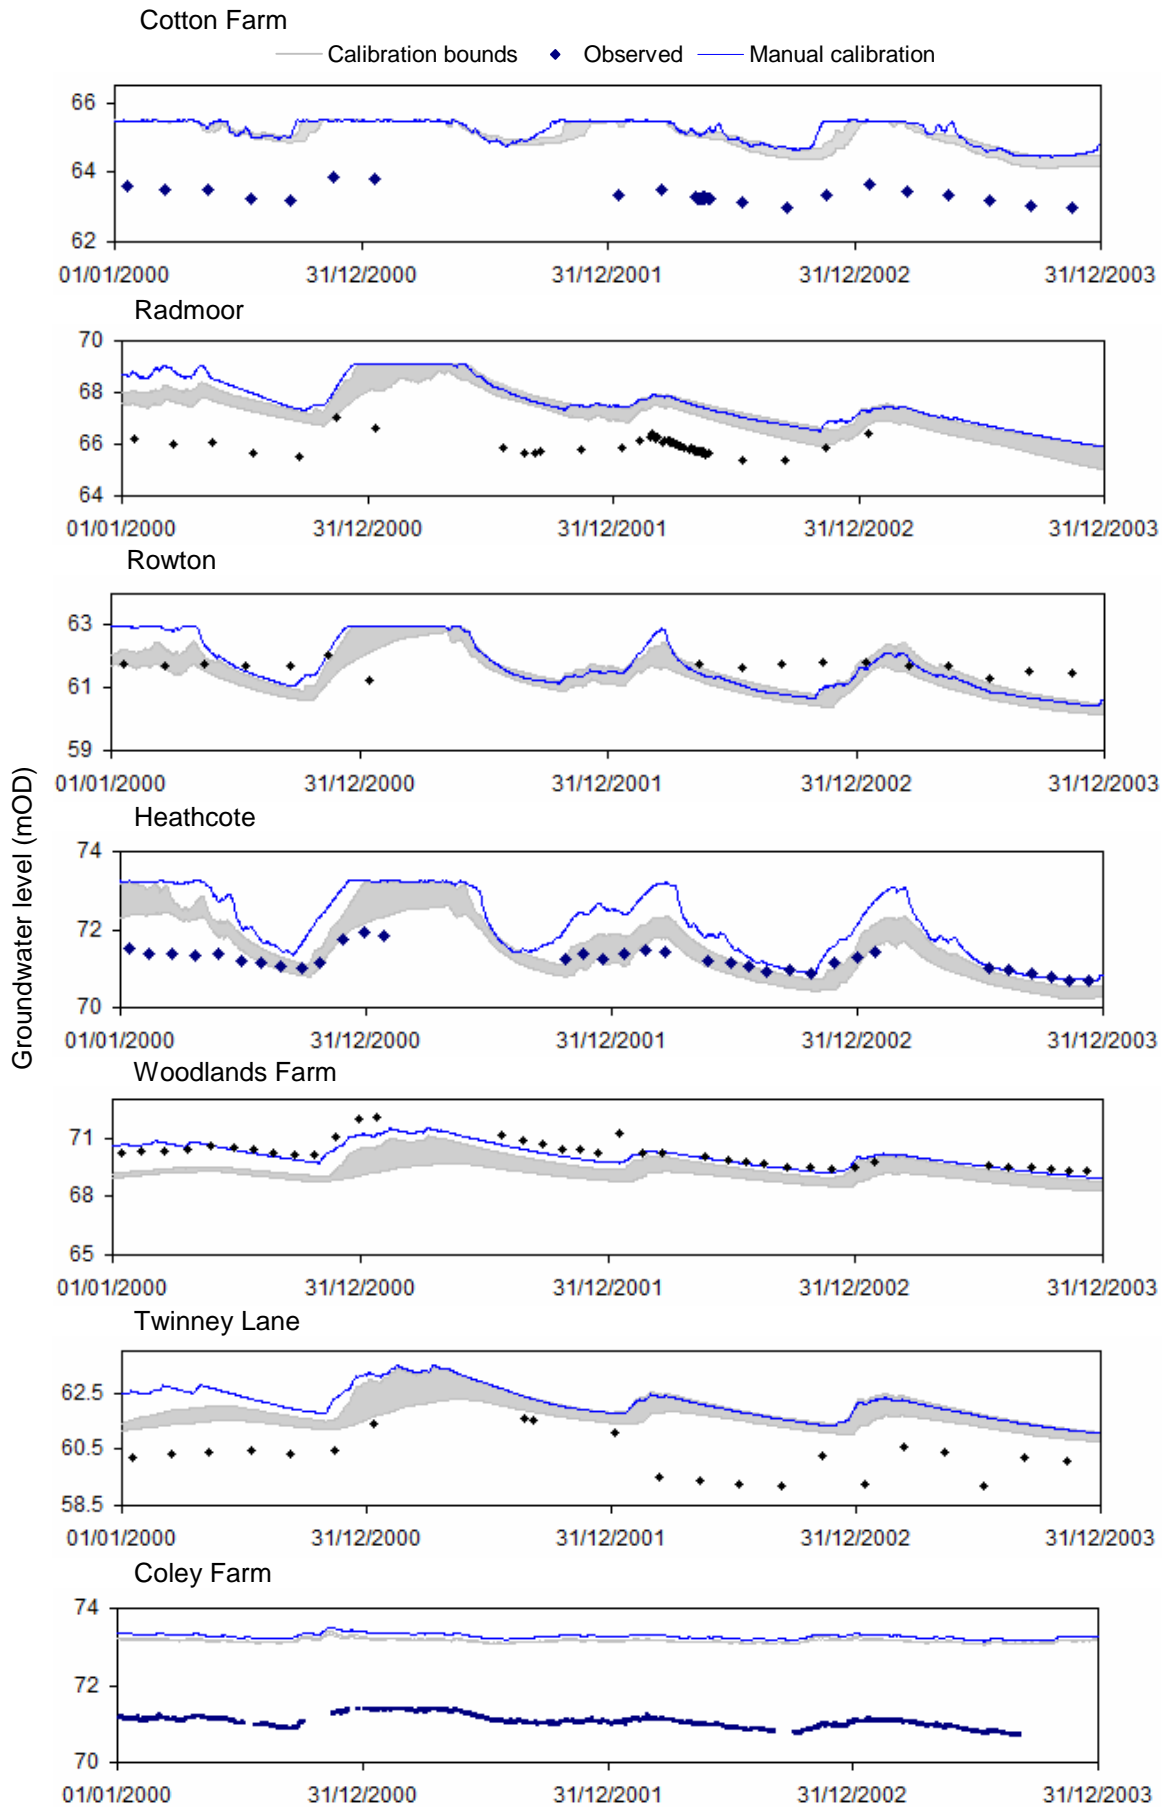 Cotton Farm
Calibration bounds Observed Manual calibration
66
64
62
01/01/2000 31/12/2000 31/12/2001 31/12/2002 31/12/2003
Radmoor
70
68
66
64
01/01/2000 31/12/2000 31/12/2001 31/12/2002 31/12/2003
Rowton
63
61
59
01/01/2000 31/12/2000 31/12/2001 31/12/2002 31/12/2003
Groundwater level (mOD)
Heathcote
74
72
70
01/01/2000 31/12/2000 31/12/2001 31/12/2002 31/12/2003
Woodlands Farm
71
68
65
01/01/2000 31/12/2000 31/12/2001 31/12/2002 31/12/2003
Twinney Lane
62.5
60.5
58.5
01/01/2000 31/12/2000 31/12/2001 31/12/2002 31/12/2003
Coley Farm
74
72
70
01/01/2000 31/12/2000 31/12/2001 31/12/2002 31/12/2003